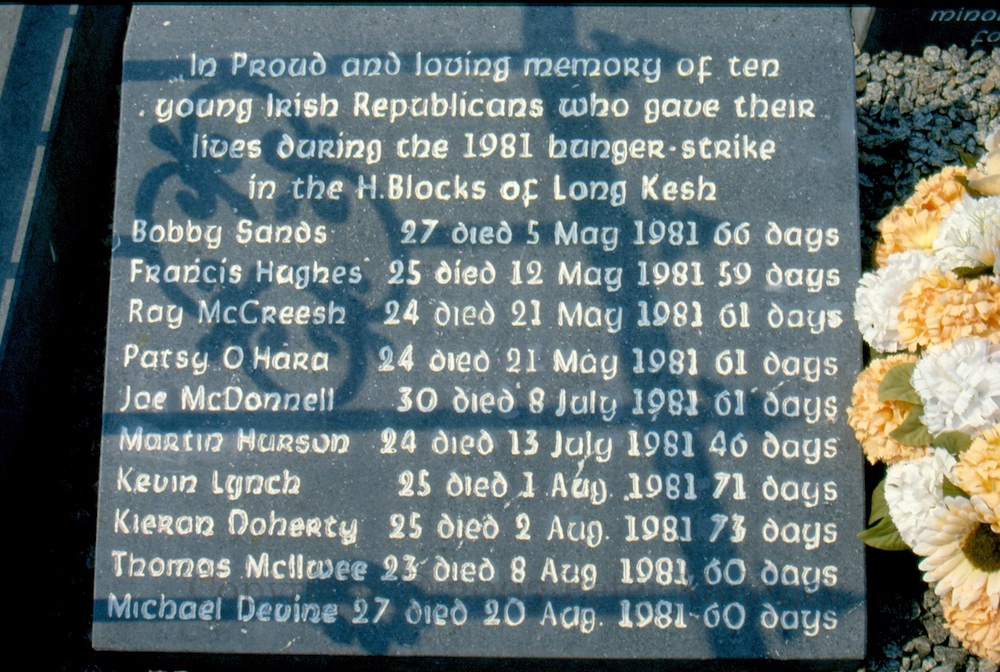 In Proud and loving memory of ten
young Irish Republicans who gave their
lives during the 1981 hunger-strike
in the H.Blocks of Long Kesh
Bobby Sands 27 died 5 May 1981 66 days
Francis Hughes 25 died 12 May 1981 59 days
Ray McCreesh 24 died 21 May 1981 61 days
Patsy O Hara 24 died 21 May 1981 61 days
Joe McDonnell 30 died 8 July 1981 61 days
Martin Hurson 24 died 13 July 1981 46 days
Kevin Lynch 25 died 1 Aug. 1981 71 days
Kieran Doherty 25 died 2 Aug. 1981 73 days
Thomas McIlwee 23 died 8 Aug 1981 60 days
Michael Devine 27 died 20 Aug. 1981 60 days